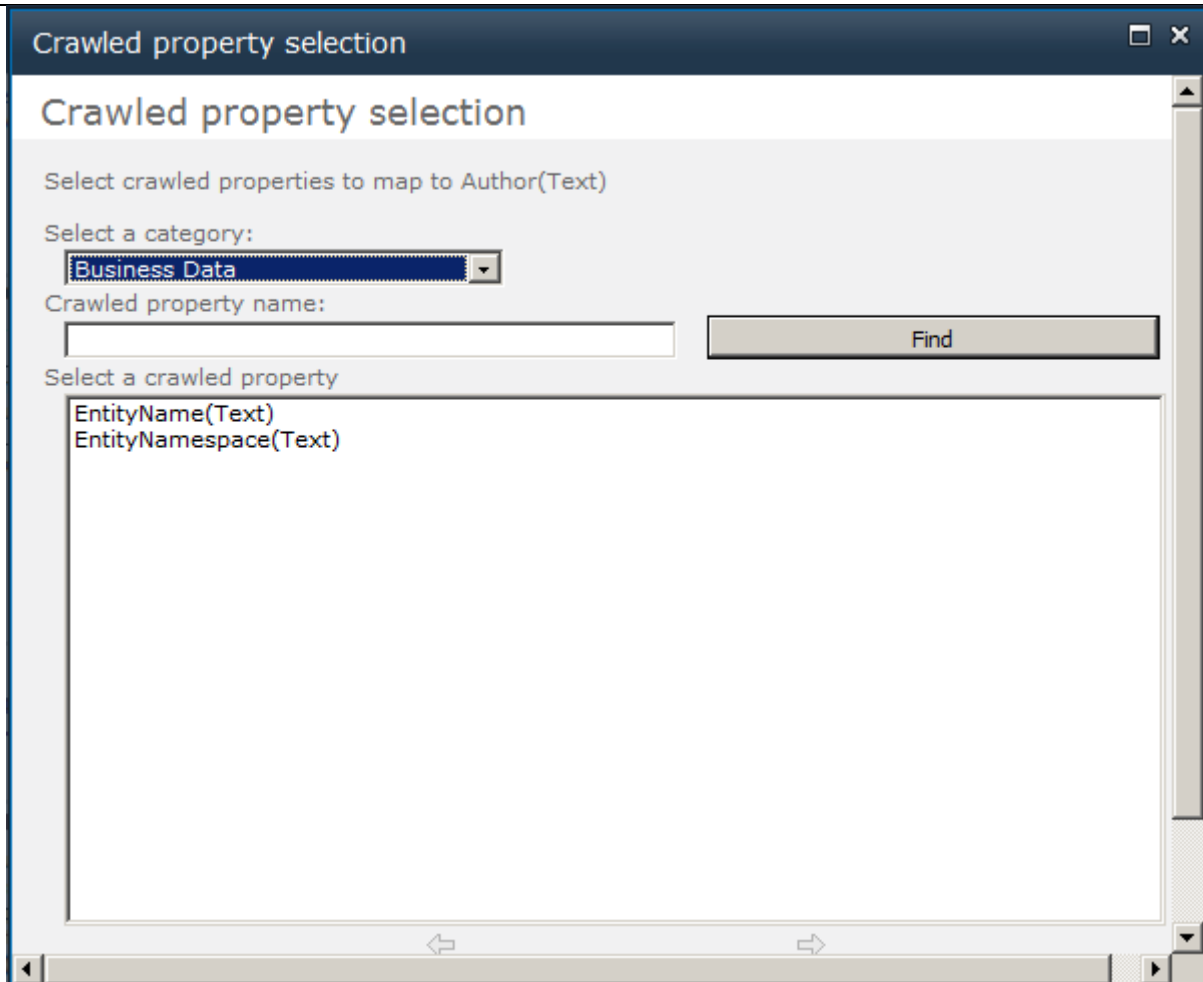 Crawled property selection
Crawled property selection
Select crawled properties to map to Author(Text)
Select a category:
Business Data
Crawled property name:
Find
Select a crawled property
EntityName(Text)
EntityNamespace(Text)